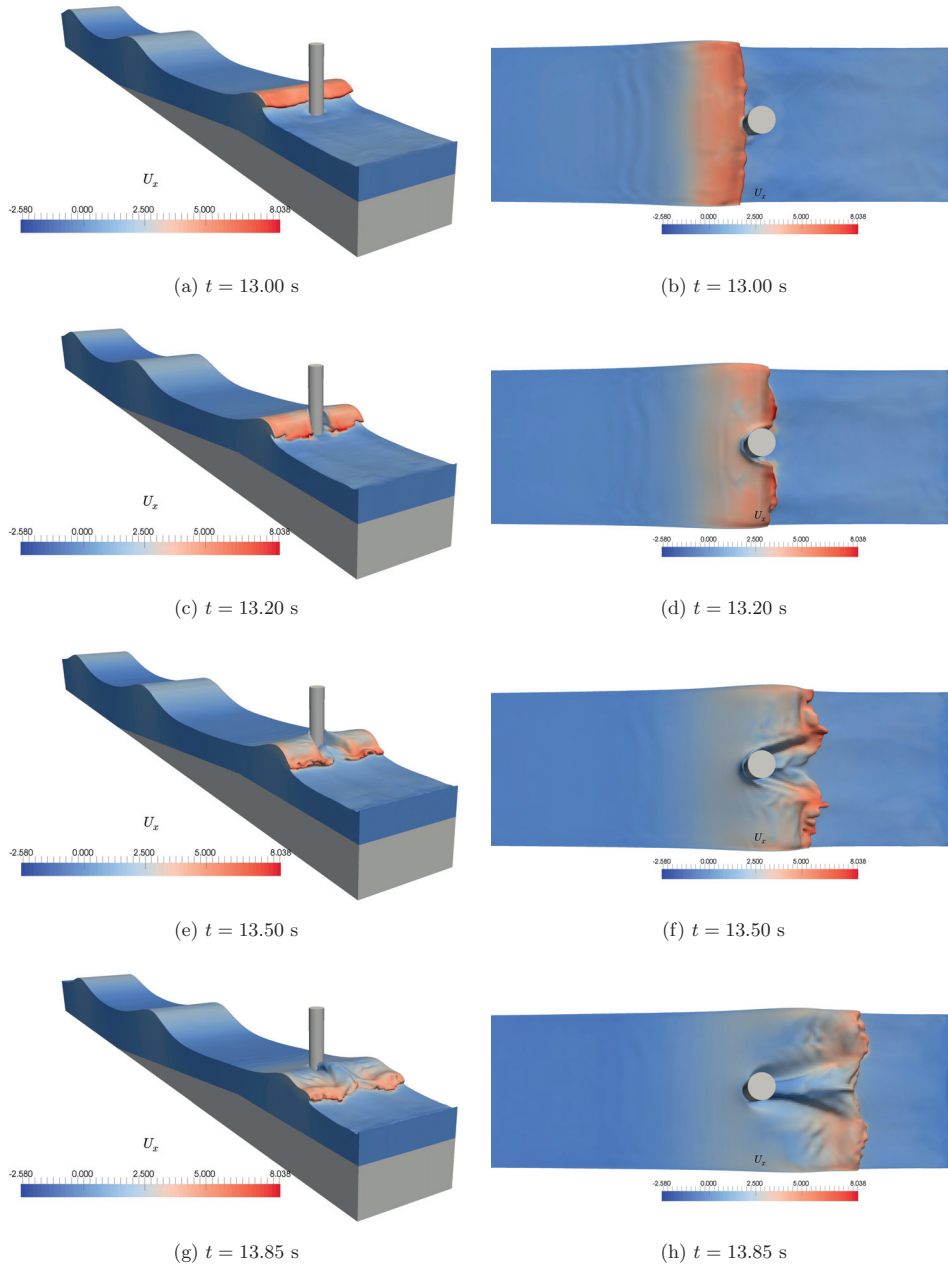 U_x
-2.580 0.000 2.500 5.000 8.038
U_x
-2.580 0.000 2.500 5.000 8.038
(a) t = 13.00 s
(b) t = 13.00 s
U_x
-2.580 0.000 2.500 5.000 8.038
U_x
-2.580 0.000 2.500 5.000 8.038
(c) t = 13.20 s
(d) t = 13.20 s
U_x
-2.580 0.000 2.500 5.000 8.038
U_x
-2.580 0.000 2.500 5.000 8.038
(e) t = 13.50 s
(f) t = 13.50 s
U_x
-2.580 0.000 2.500 5.000 8.038
U_x
-2.580 0.000 2.500 5.000 8.038
(g) t = 13.85 s
(h) t = 13.85 s